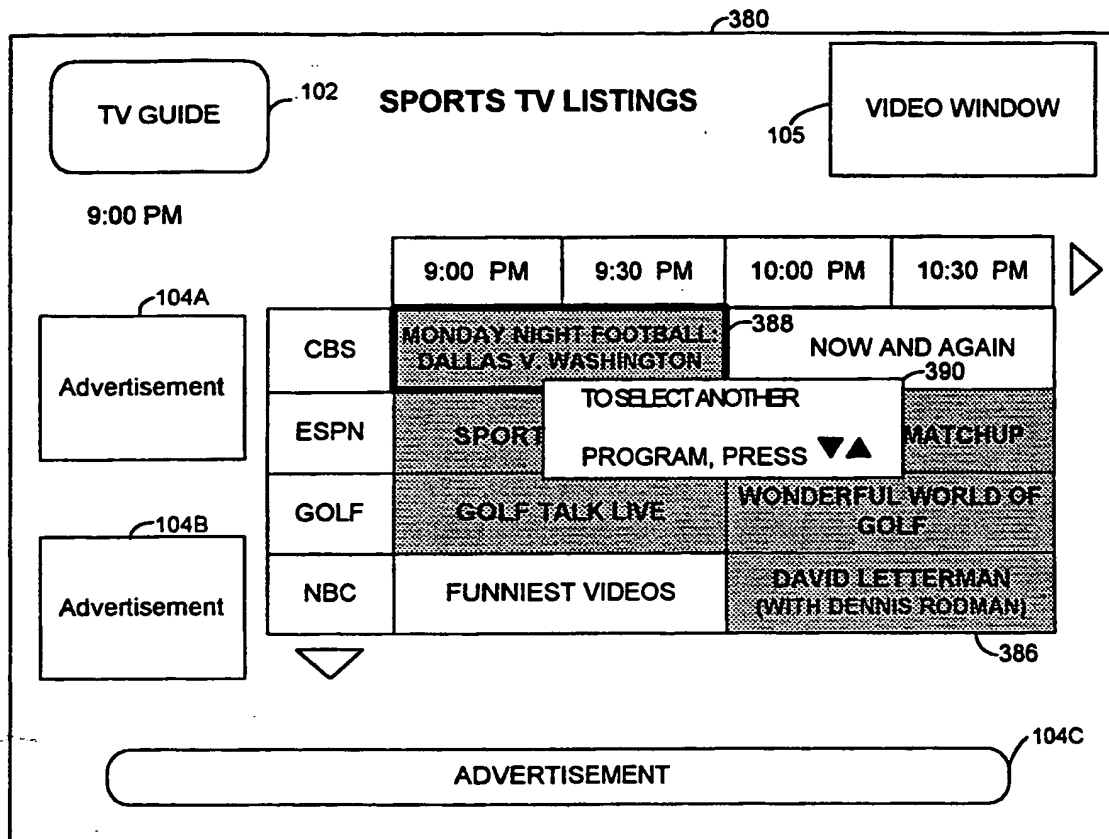 380
TV GUIDE
102
SPORTS TV LISTINGS
105
VIDEO WINDOW
9:00 PM
9:00 PM
9:30 PM
10:00 PM
10:30 PM
104A
Advertisement
CBS
MONDAY NIGHT FOOTBALL:
DALLAS V. WASHINGTON
388
NOW AND AGAIN
390
TO SELECT ANOTHER
PROGRAM, PRESS ▼▲
ESPN
SPORT
MATCHUP
GOLF
GOLF TALK LIVE
WONDERFUL WORLD OF
GOLF
104B
Advertisement
NBC
FUNNIEST VIDEOS
DAVID LETTERMAN
(WITH DENNIS RODMAN)
386
104C
ADVERTISEMENT